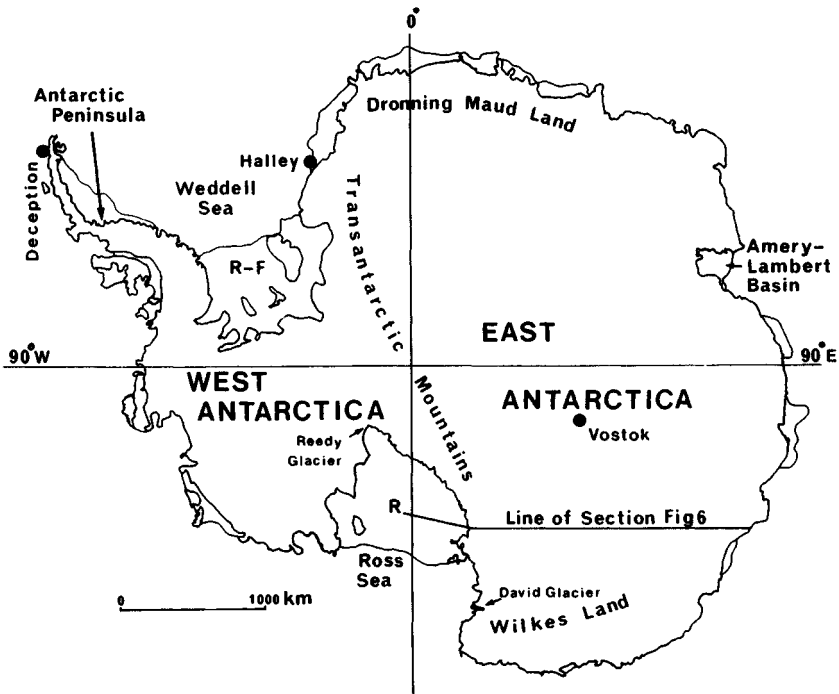 0°
Antarctic
Peninsula
Dronning Maud Land
Halley
Weddell
Sea
Deception
Transantarctic
R-F
Amery-
Lambert
Basin
EAST
90°W
90°E
WEST
ANTARCTICA
Mountains
ANTARCTICA
Vostok
Reedy
Glacier
R
Line of Section Fig6
Ross
Sea
David Glacier
Wilkes Land
0
1000 km